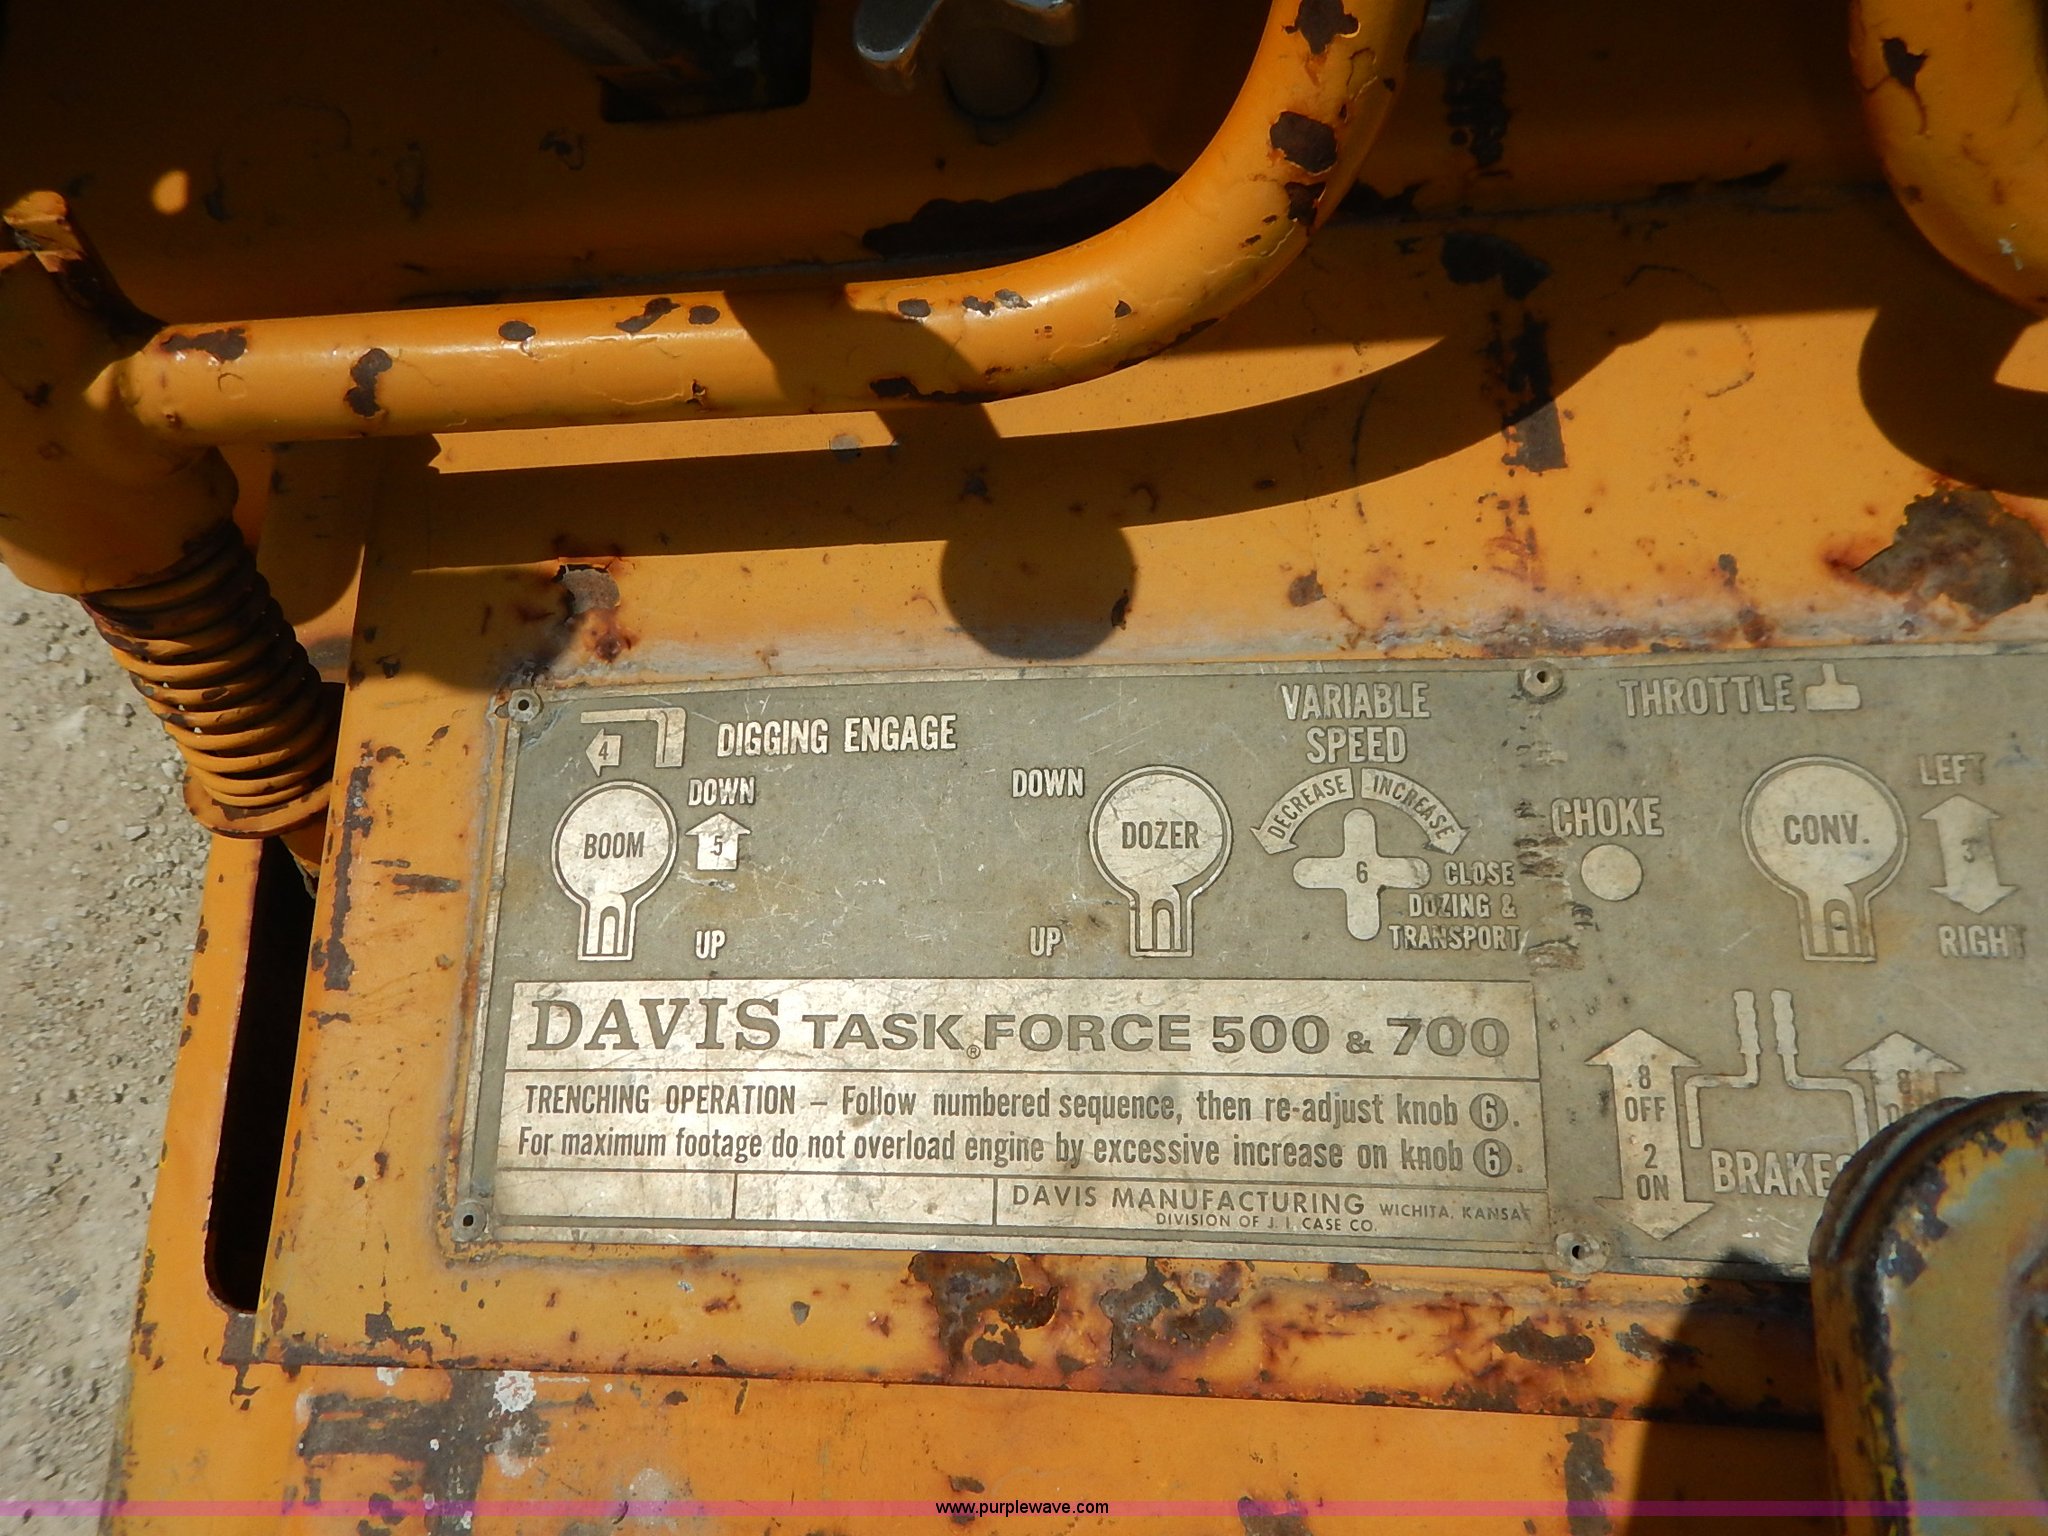 4 DIGGING ENGAGE
BOOM
DOWN
5
UP
DOWN
DOZER
UP
VARIABLE
SPEED
DECREASE INCREASE
6
CLOSE
DOZING &
TRANSPORT
THROTTLE
CHOKE
CONV.
LEFT
3
RIGHT
DAVIS TASK® FORCE 500 & 700
TRENCHING OPERATION – Follow numbered sequence, then re-adjust knob 6.
For maximum footage do not overload engine by excessive increase on knob 6.
DAVIS MANUFACTURING WICHITA, KANSAS
DIVISION OF J. I. CASE CO.
8
OFF
2
ON
BRAKES
8
www.purplewave.com